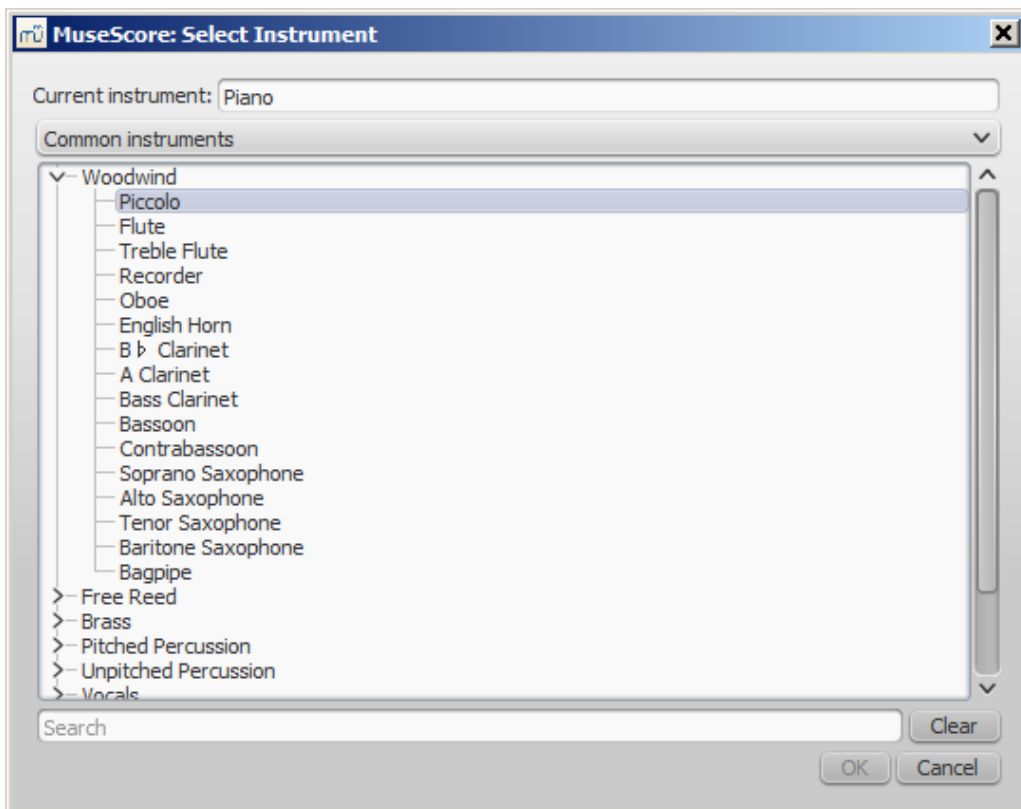 mü MuseScore: Select Instrument
Current instrument: Piano
Common instruments
Woodwind
Piccolo
Flute
Treble Flute
Recorder
Oboe
English Horn
B♭ Clarinet
A Clarinet
Bass Clarinet
Bassoon
Contrabassoon
Soprano Saxophone
Alto Saxophone
Tenor Saxophone
Baritone Saxophone
Bagpipe
Free Reed
Brass
Pitched Percussion
Unpitched Percussion
Vocals
Search Clear
OK Cancel